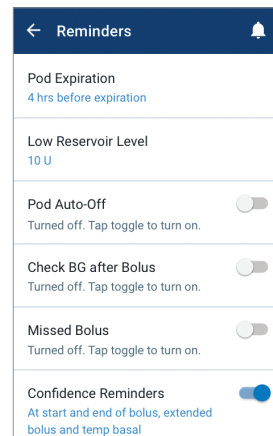 Reminders
Pod Expiration
4 hrs before expiration
Low Reservoir Level
10 U
Pod Auto-Off
Turned off. Tap toggle to turn on.
Check BG after Bolus
Turned off. Tap toggle to turn on.
Missed Bolus
Turned off. Tap toggle to turn on.
Confidence Reminders
At start and end of bolus, extended
bolus and temp basal